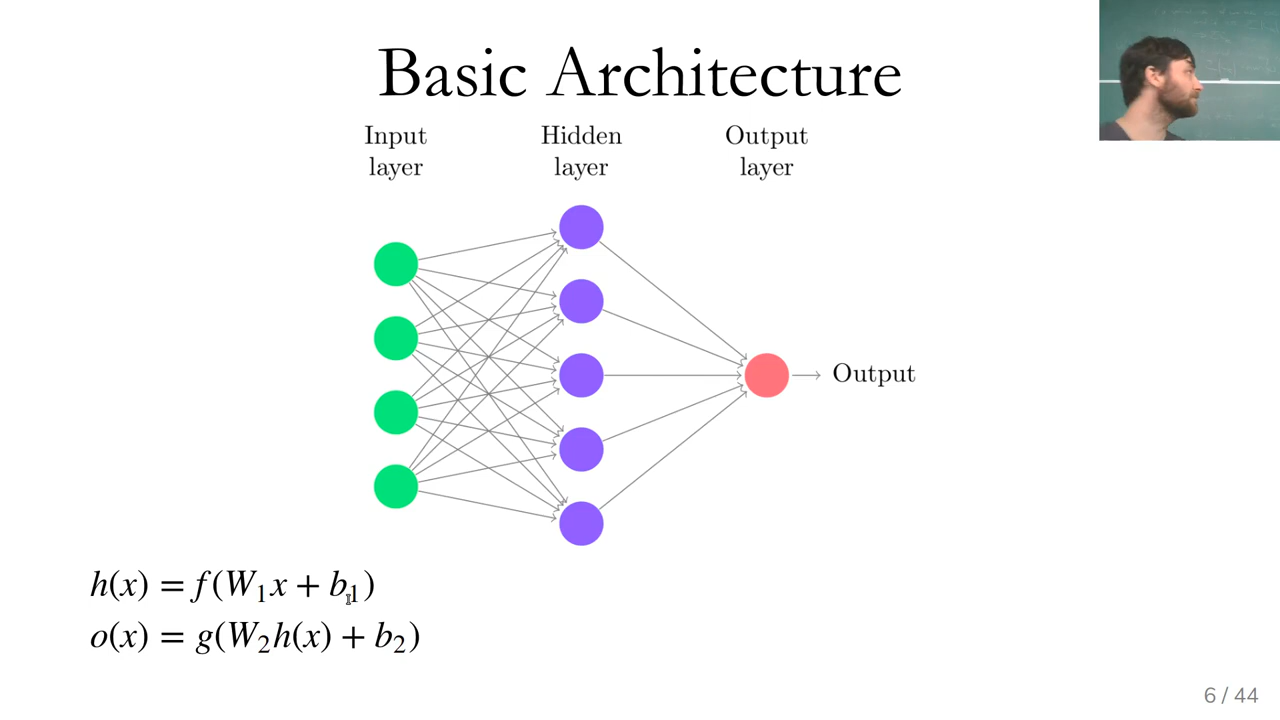 Basic Architecture
Input layer
Hidden layer
Output layer
Output
h(x) = f(W₁x + b₁)
o(x) = g(W₂h(x) + b₂)
6 / 44